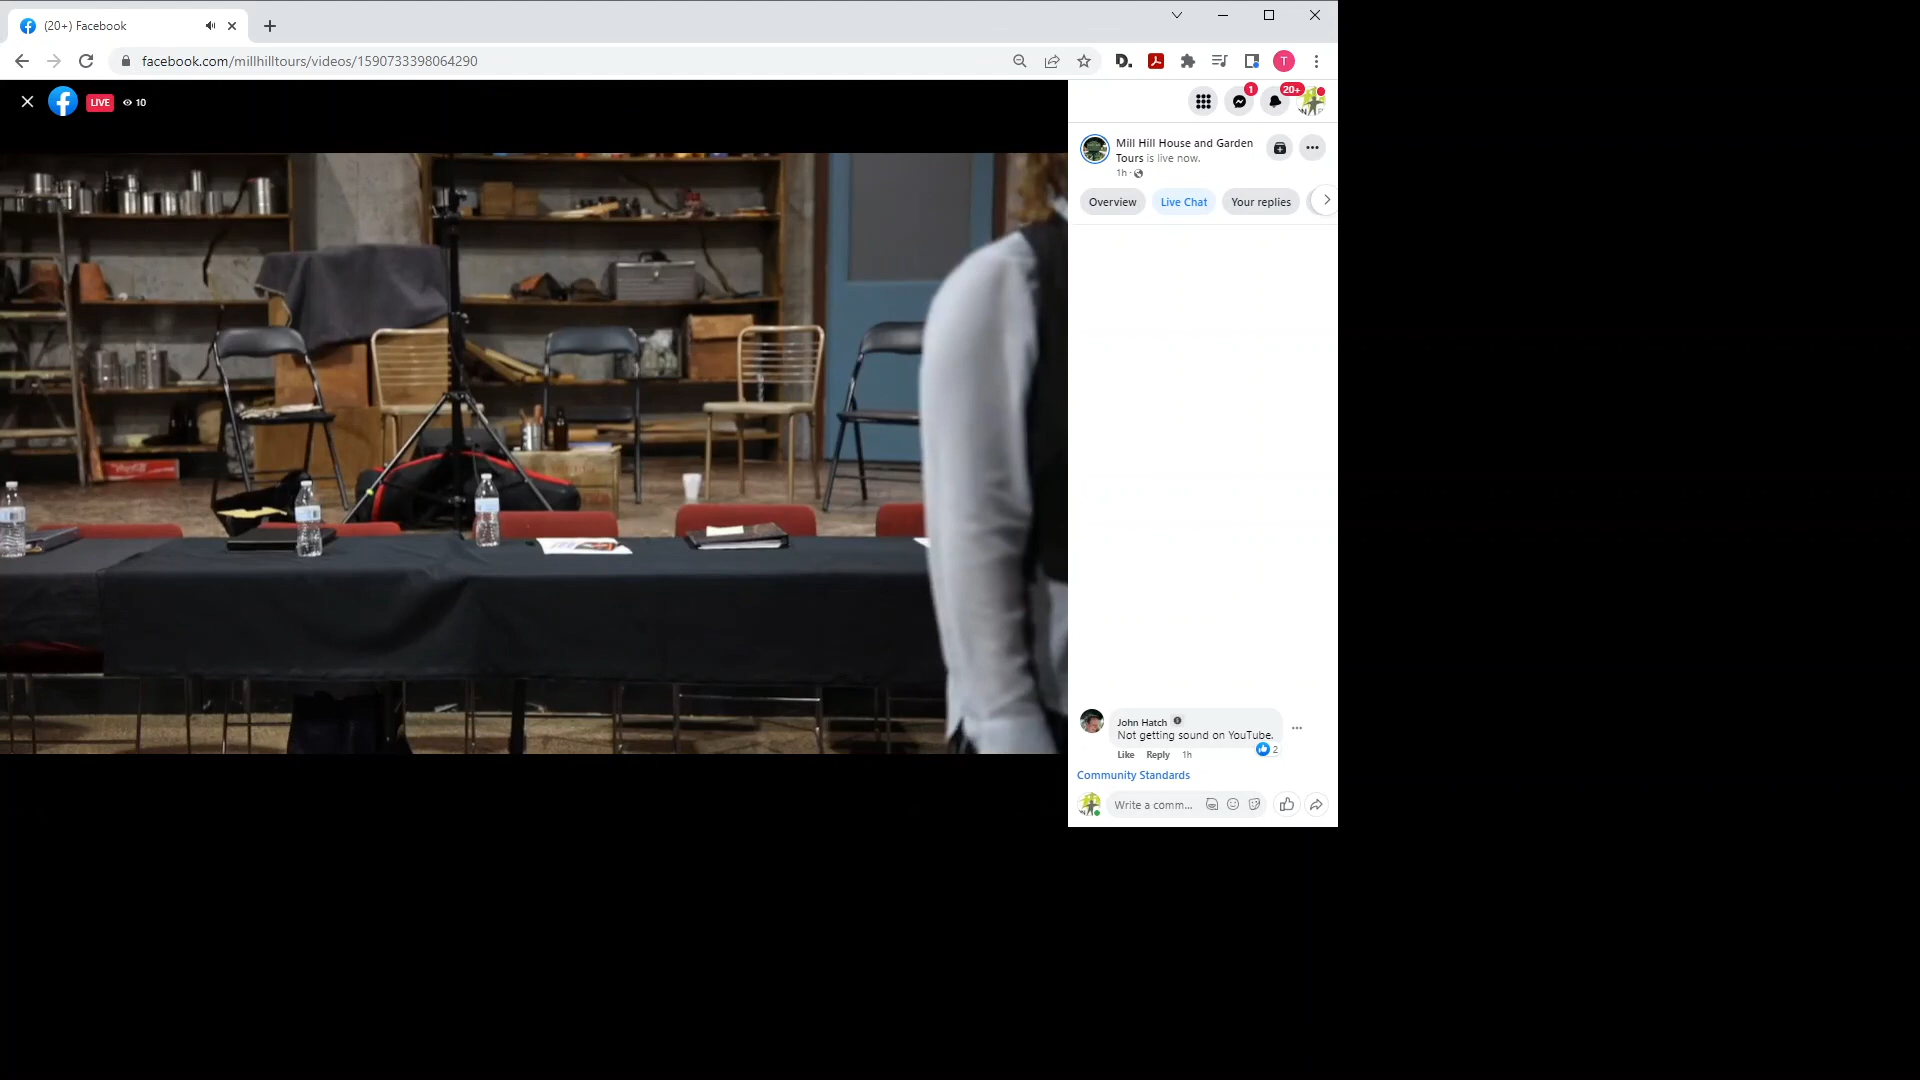 (20+) Facebook
facebook.com/millhilltours/videos/1590733398064290
T
LIVE
10
1
20+
Mill Hill House and Garden
Tours is live now.
1h ·
Overview
Live Chat
Your replies
John Hatch
Not getting sound on YouTube.
2
Like Reply 1h
Community Standards
Write a comm...